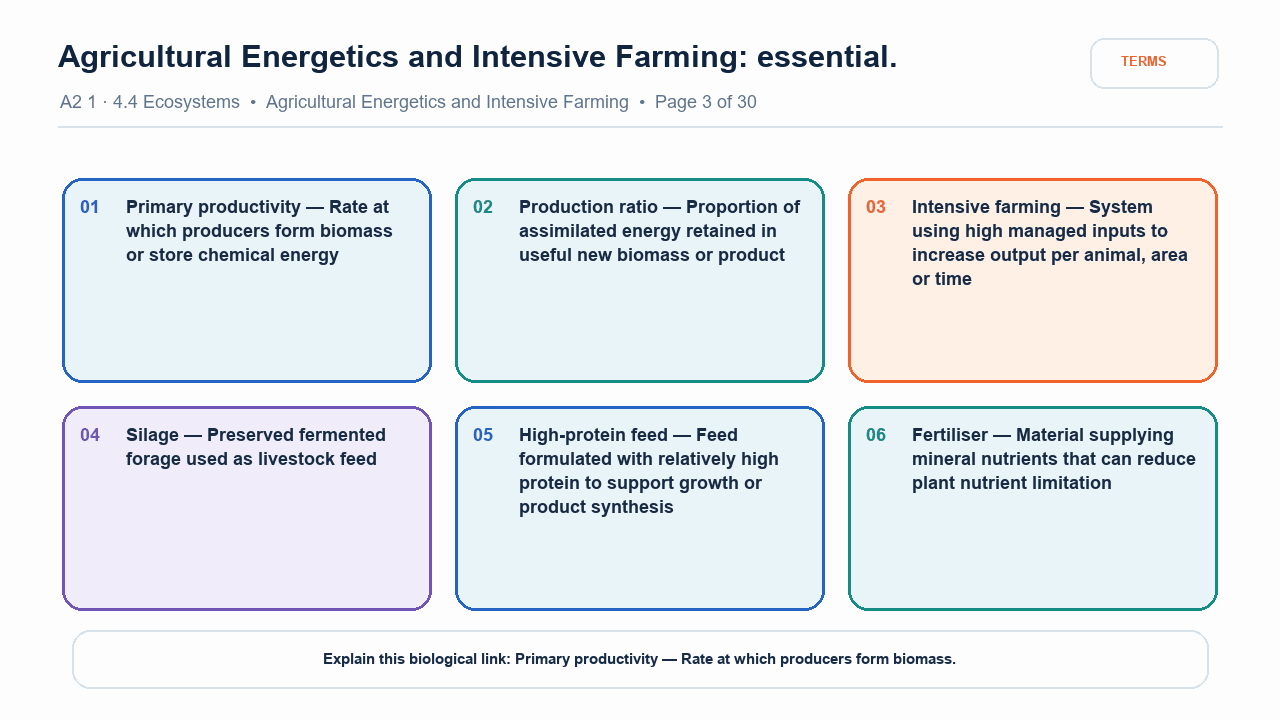 Agricultural Energetics and Intensive Farming: essential.
TERMS
A2 1 · 4.4 Ecosystems • Agricultural Energetics and Intensive Farming • Page 3 of 30
01 Primary productivity — Rate at
which producers form biomass
or store chemical energy
02 Production ratio — Proportion of
assimilated energy retained in
useful new biomass or product
03 Intensive farming — System
using high managed inputs to
increase output per animal, area
or time
04 Silage — Preserved fermented
forage used as livestock feed
05 High-protein feed — Feed
formulated with relatively high
protein to support growth or
product synthesis
06 Fertiliser — Material supplying
mineral nutrients that can reduce
plant nutrient limitation
Explain this biological link: Primary productivity — Rate at which producers form biomass.